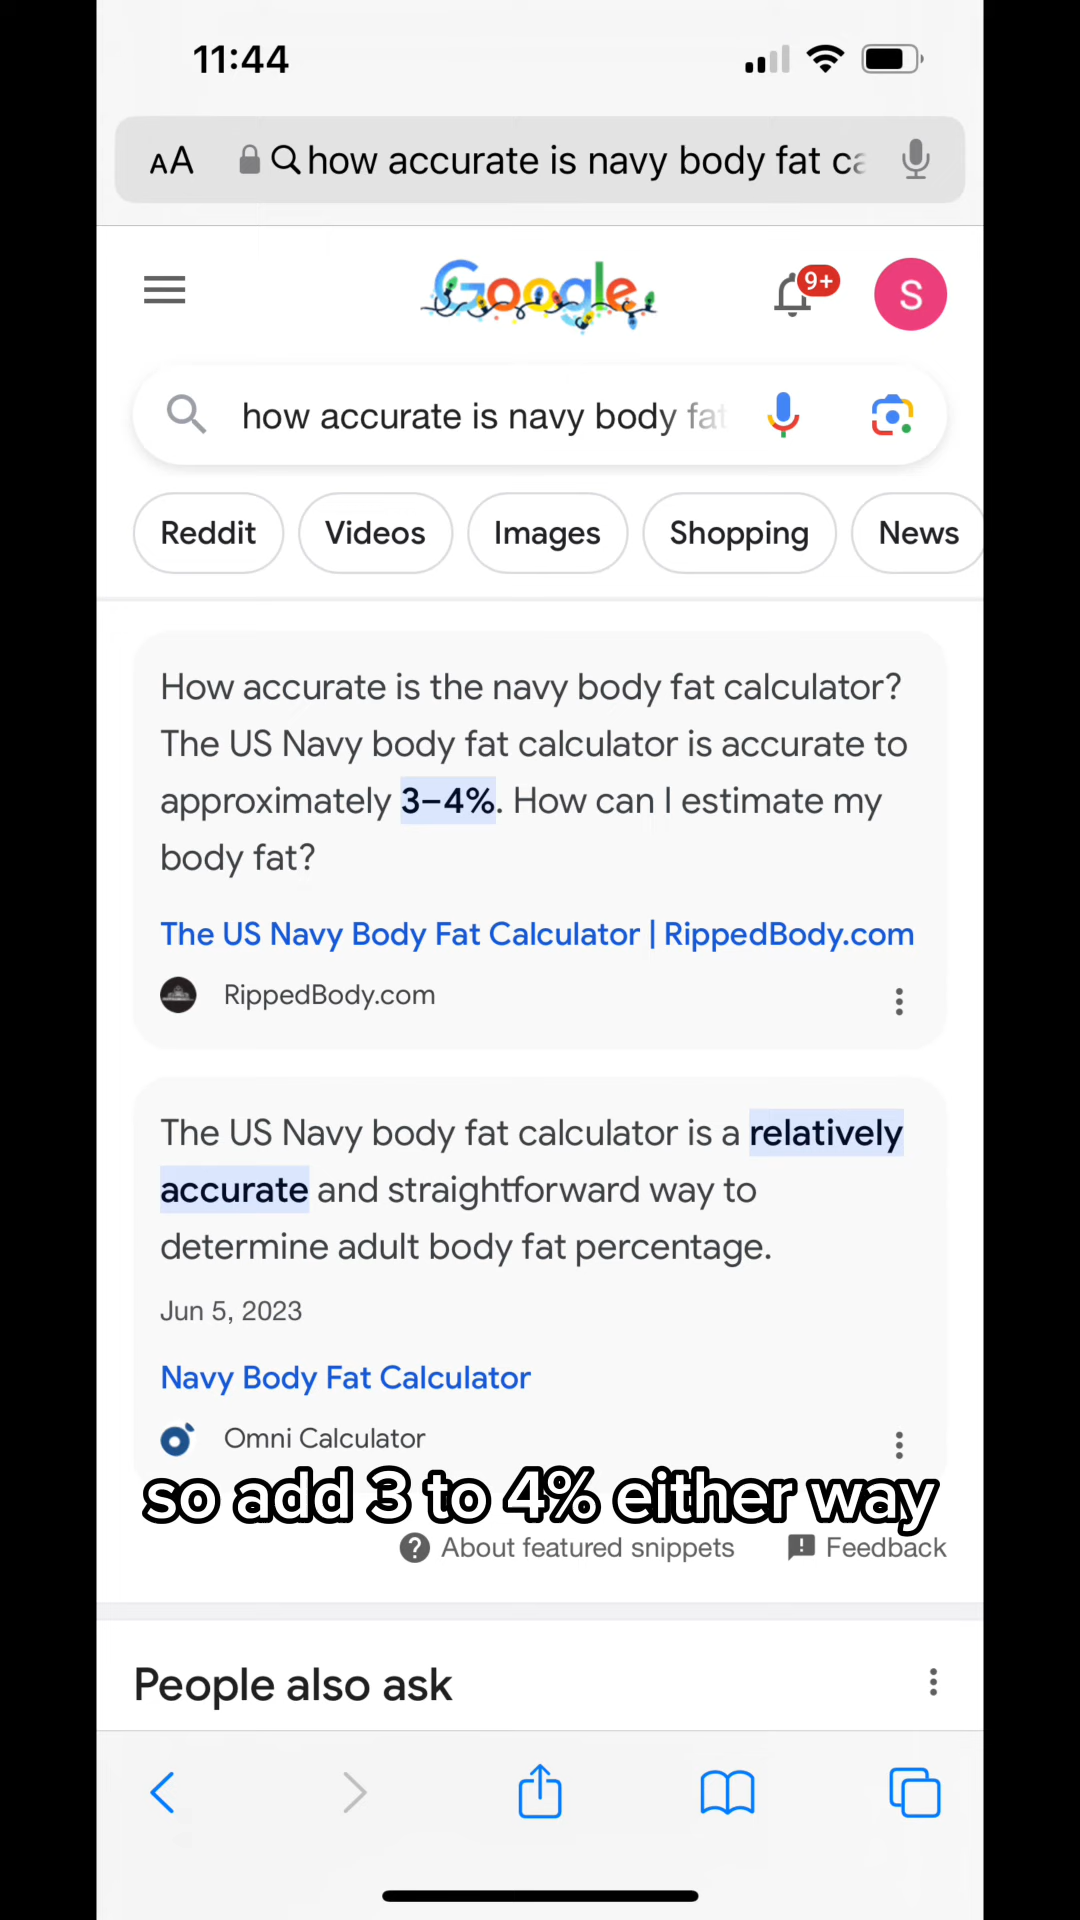 11:44
AA how accurate is navy body fat ca
Google
9+
S
how accurate is navy body fat
Reddit
Videos
Images
Shopping
News
How accurate is the navy body fat calculator?
The US Navy body fat calculator is accurate to
approximately 3–4%. How can I estimate my
body fat?
The US Navy Body Fat Calculator | RippedBody.com
RippedBody.com
The US Navy body fat calculator is a relatively
accurate and straightforward way to
determine adult body fat percentage.
Jun 5, 2023
Navy Body Fat Calculator
Omni Calculator
so add 3 to 4% either way
About featured snippets
Feedback
People also ask